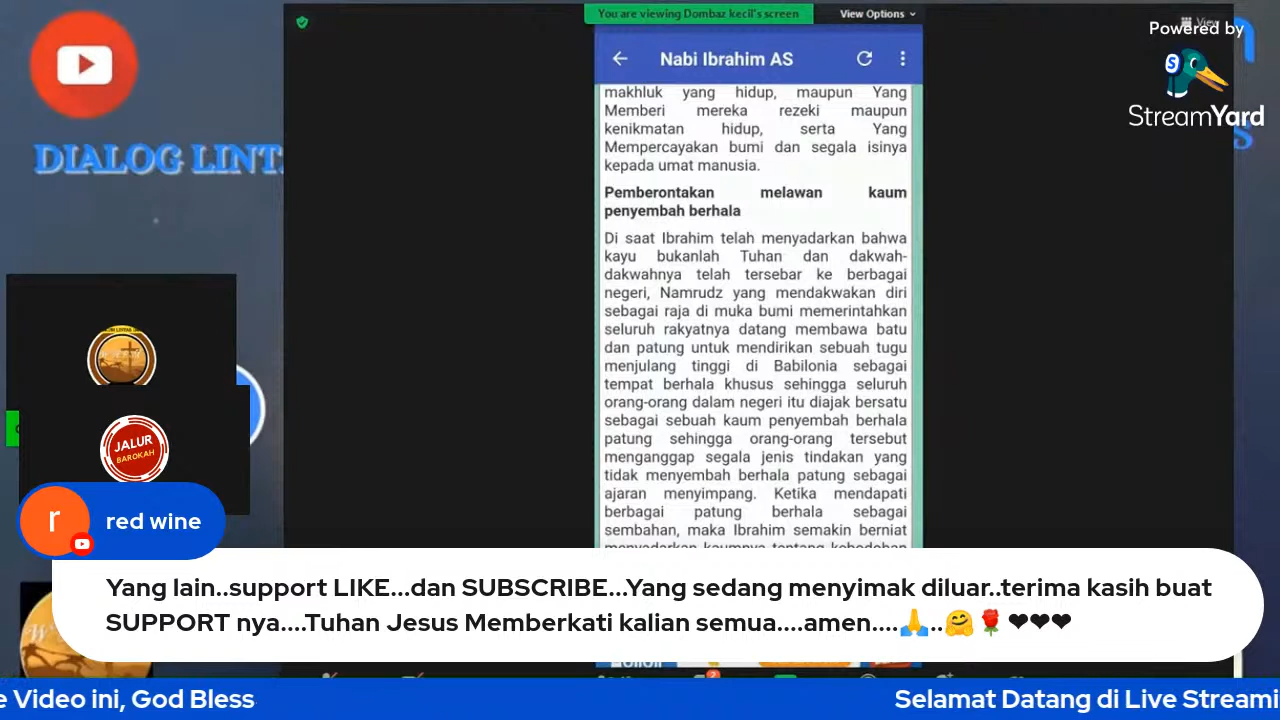 You are viewing Dombaz kecil's screen
View Options
View
Powered by
StreamYard
DIALOG LINT
Nabi Ibrahim AS
makhluk yang hidup, maupun Yang
Memberi mereka rezeki maupun
kenikmatan hidup, serta Yang
Mempercayakan bumi dan segala isinya
kepada umat manusia.
Pemberontakan melawan kaum
penyembah berhala
Di saat Ibrahim telah menyadarkan bahwa
kayu bukanlah Tuhan dan dakwah-
dakwahnya telah tersebar ke berbagai
negeri, Namrudz yang mendakwakan diri
sebagai raja di muka bumi memerintahkan
seluruh rakyatnya datang membawa batu
dan patung untuk mendirikan sebuah tugu
menjulang tinggi di Babilonia sebagai
tempat berhala khusus sehingga seluruh
orang-orang dalam negeri itu diajak bersatu
sebagai sebuah kaum penyembah berhala
patung sehingga orang-orang tersebut
menganggap segala jenis tindakan yang
tidak menyembah berhala patung sebagai
ajaran menyimpang. Ketika mendapati
berbagai patung berhala sebagai
sembahan, maka Ibrahim semakin berniat
JALUR
BAROKAH
r
red wine
Yang lain..support LIKE...dan SUBSCRIBE...Yang sedang menyimak diluar..terima kasih buat
SUPPORT nya....Tuhan Jesus Memberkati kalian semua....amen....🙏..🤗🌹❤❤❤
e Video ini, God Bless
Selamat Datang di Live Streami